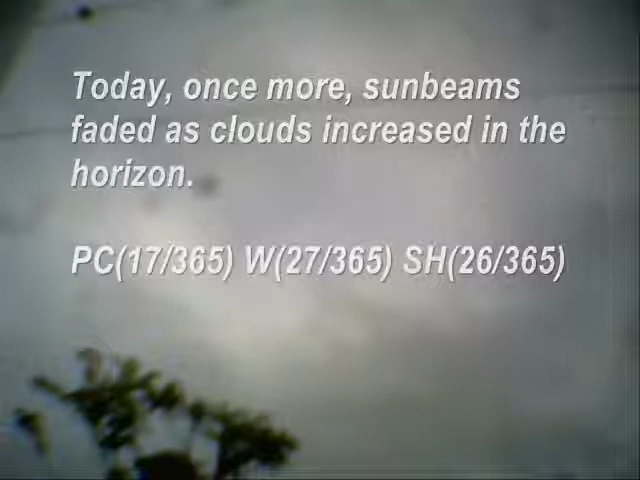 Today, once more, sunbeams
faded as clouds increased in the
horizon.
PC(17/365) W(27/365) SH(26/365)